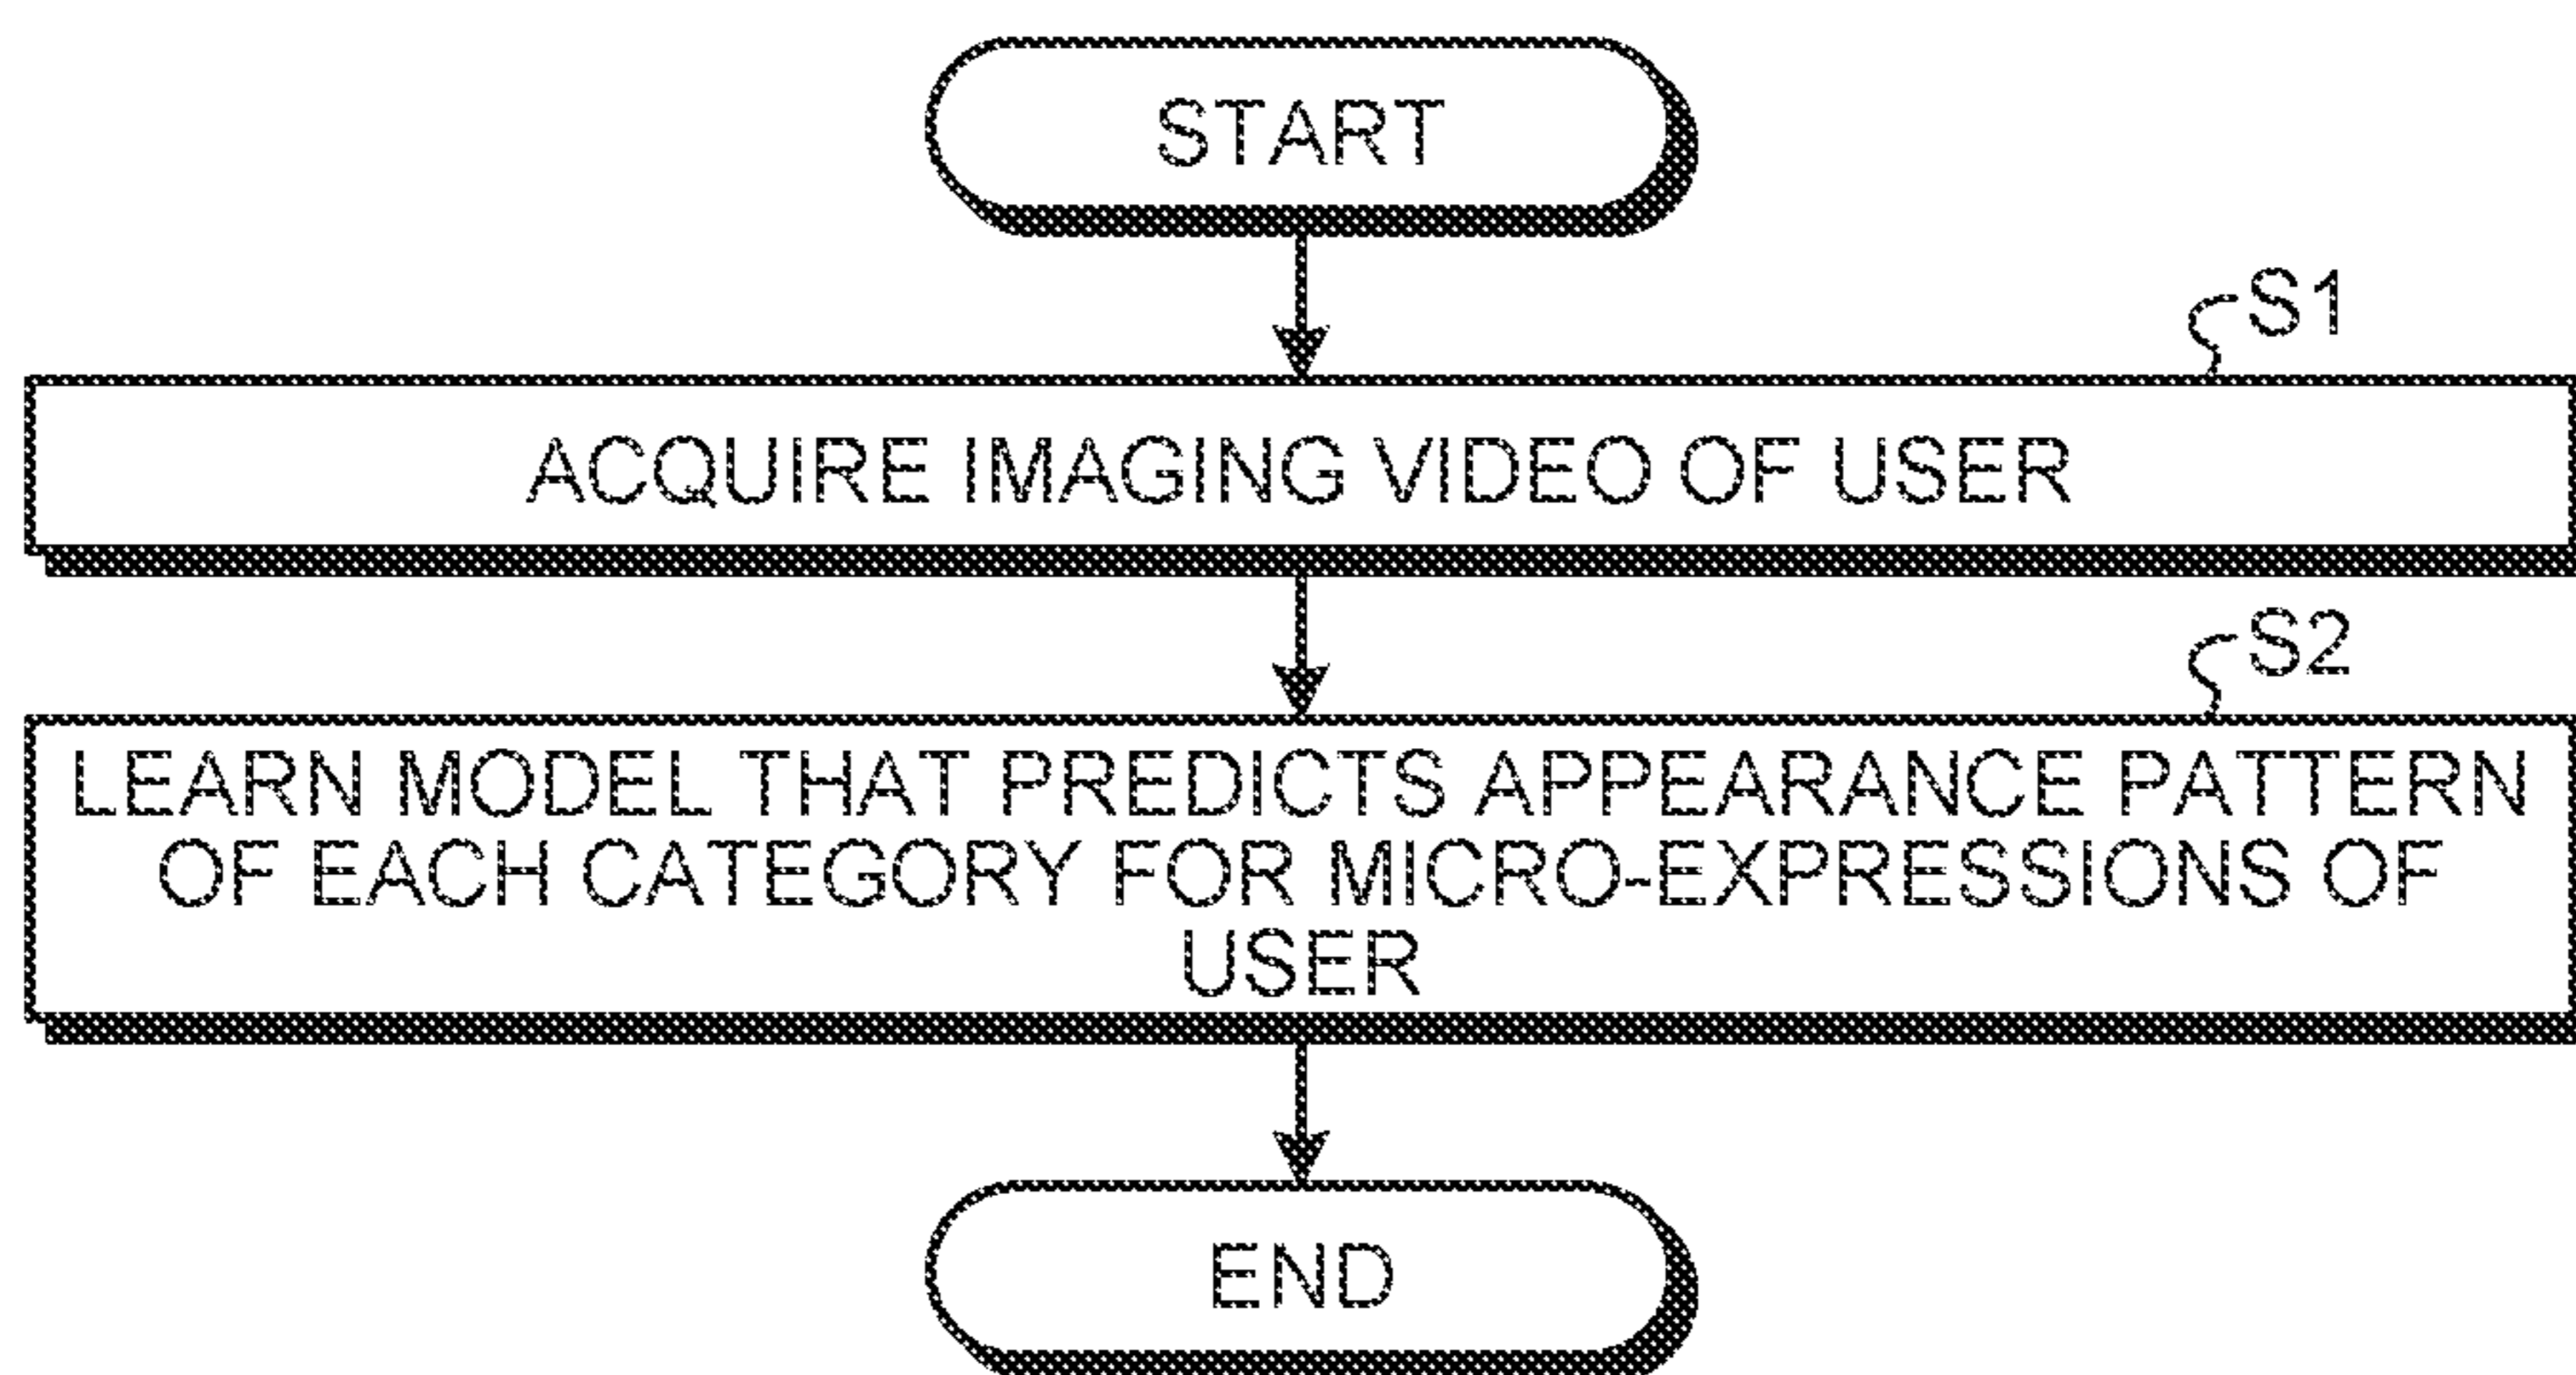 START
S1
ACQUIRE IMAGING VIDEO OF USER
S2
LEARN MODEL THAT PREDICTS APPEARANCE PATTERN
OF EACH CATEGORY FOR MICRO-EXPRESSIONS OF
USER
END